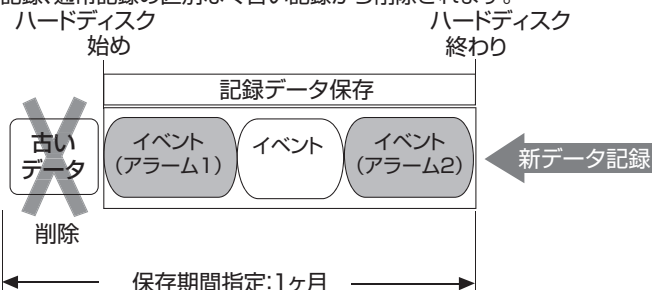 記録、通常記録の区別なく古い記録から削除されます。
ハードディスク
始め
ハードディスク
終わり
記録データ保存
古い
データ
イベント
(アラーム1)
イベント
イベント
(アラーム2)
新データ記録
削除
保存期間指定:1ヶ月